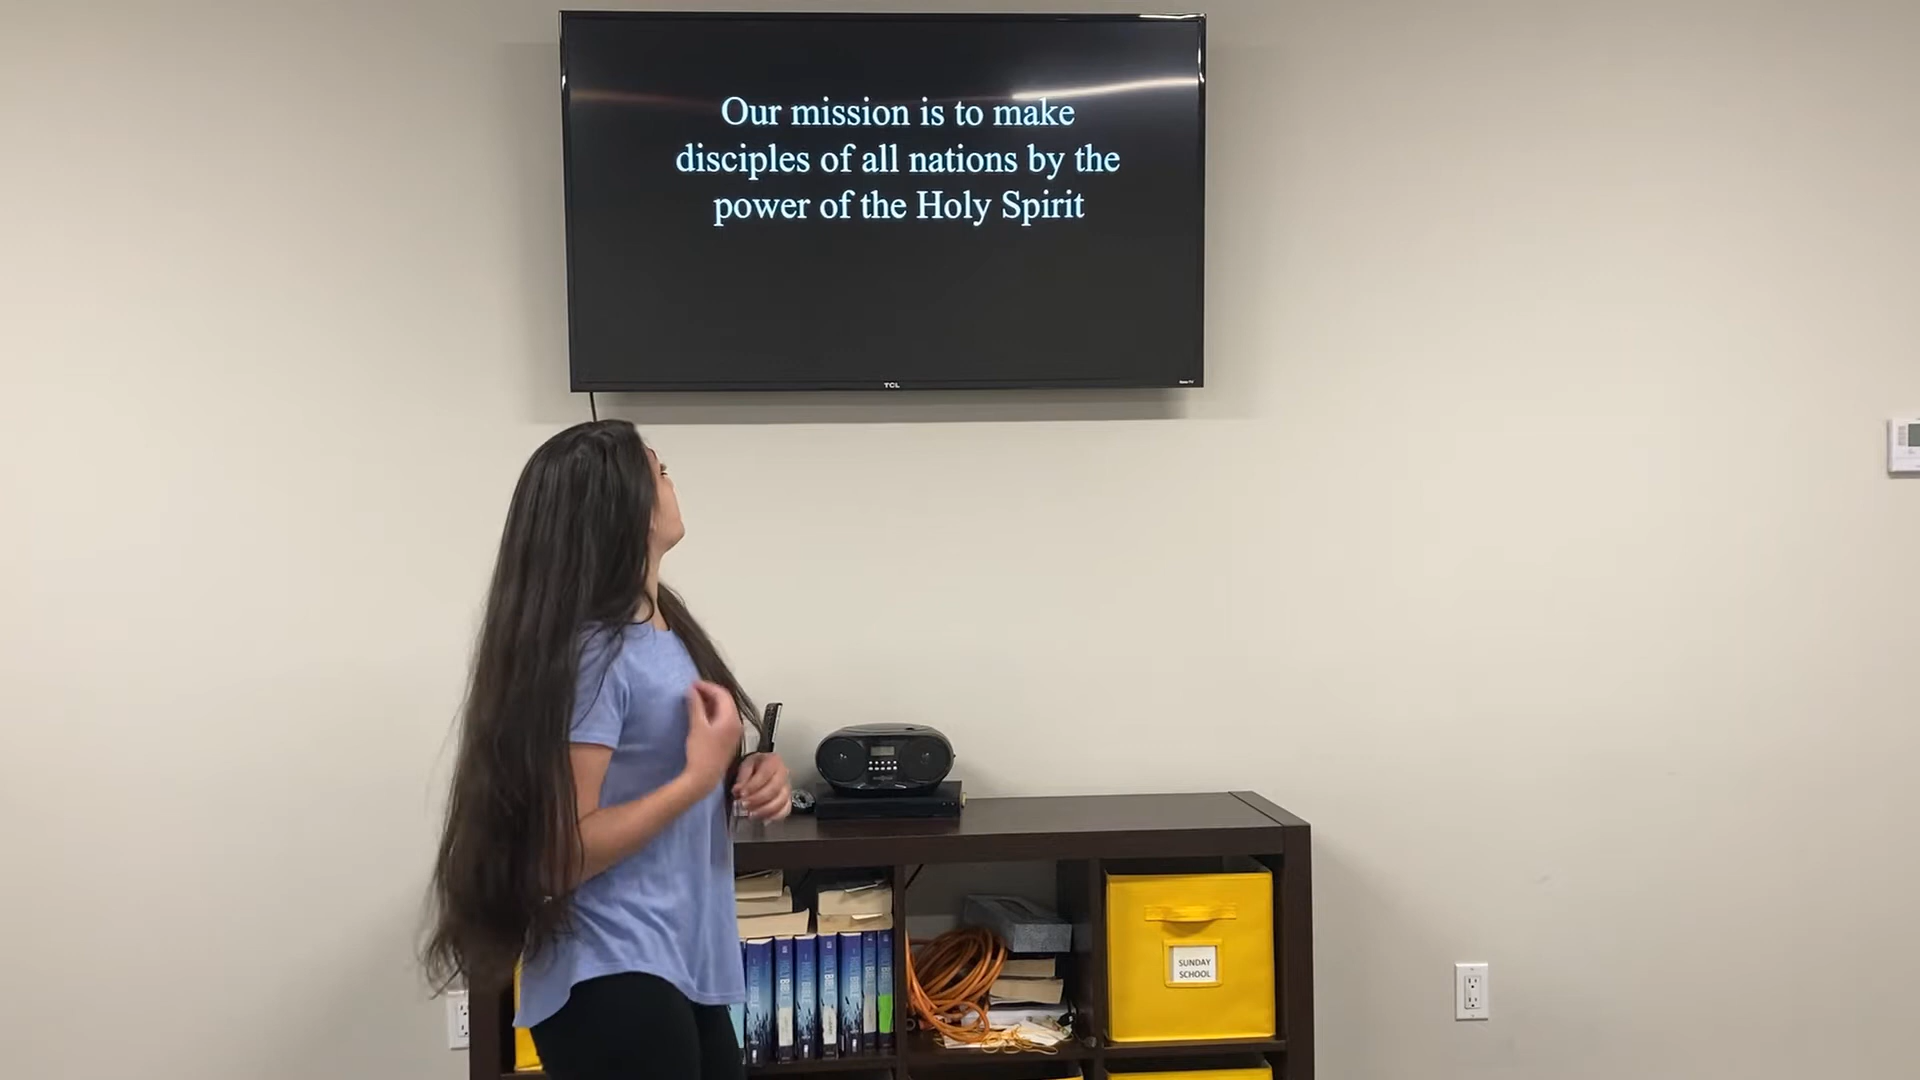 Our mission is to make
disciples of all nations by the
power of the Holy Spirit
TCL
SUNDAY
SCHOOL